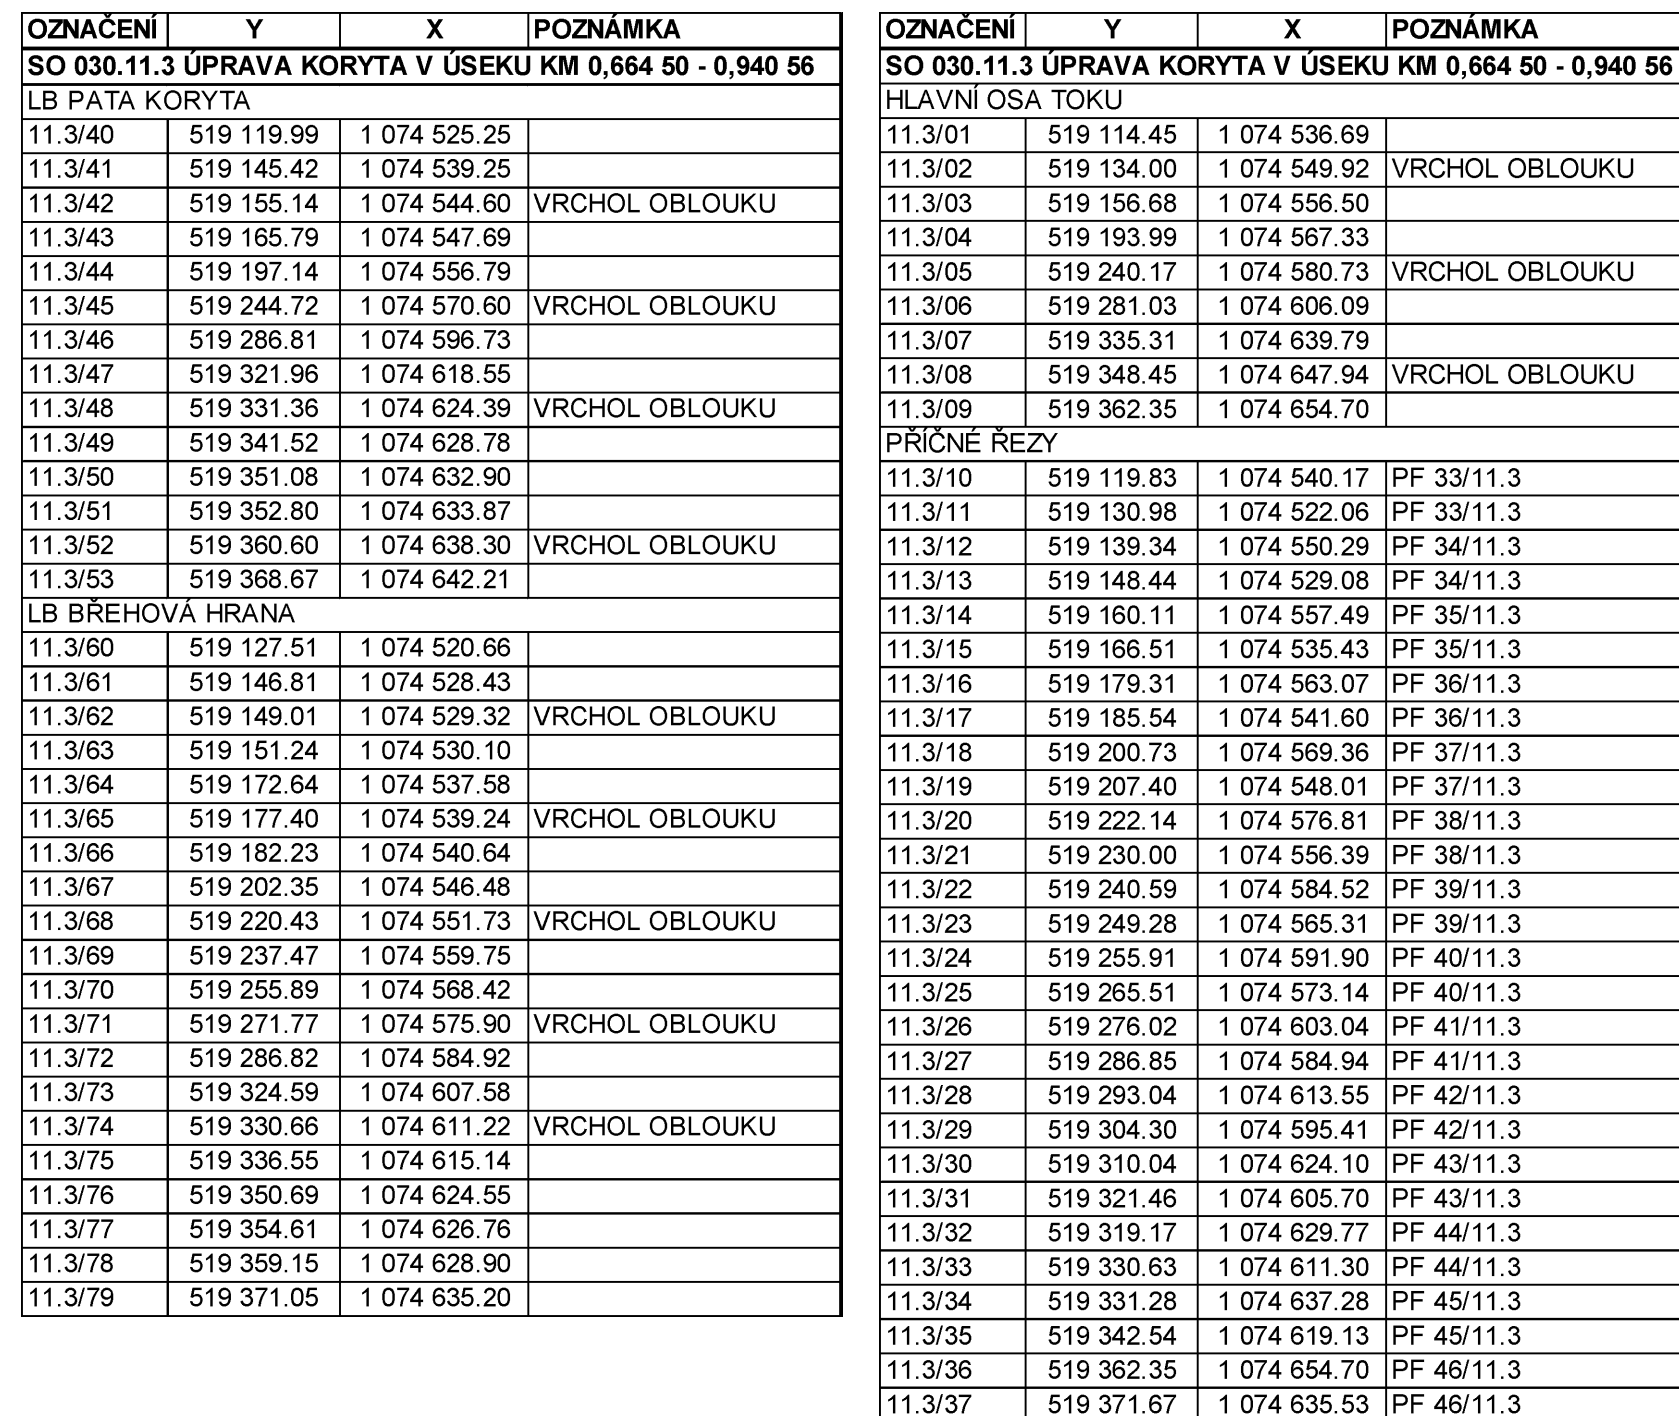 OZNAČENÍ Y X POZNÁMKA
SO 030.11.3 ÚPRAVA KORYTA V ÚSEKU KM 0,664 50 - 0,940 56
LB PATA KORYTA
11.3/40 519 119.99 1 074 525.25
11.3/41 519 145.42 1 074 539.25
11.3/42 519 155.14 1 074 544.60 VRCHOL OBLOUKU
11.3/43 519 165.79 1 074 547.69
11.3/44 519 197.14 1 074 556.79
11.3/45 519 244.72 1 074 570.60 VRCHOL OBLOUKU
11.3/46 519 286.81 1 074 596.73
11.3/47 519 321.96 1 074 618.55
11.3/48 519 331.36 1 074 624.39 VRCHOL OBLOUKU
11.3/49 519 341.52 1 074 628.78
11.3/50 519 351.08 1 074 632.90
11.3/51 519 352.80 1 074 633.87
11.3/52 519 360.60 1 074 638.30 VRCHOL OBLOUKU
11.3/53 519 368.67 1 074 642.21
LB BŘEHOVÁ HRANA
11.3/60 519 127.51 1 074 520.66
11.3/61 519 146.81 1 074 528.43
11.3/62 519 149.01 1 074 529.32 VRCHOL OBLOUKU
11.3/63 519 151.24 1 074 530.10
11.3/64 519 172.64 1 074 537.58
11.3/65 519 177.40 1 074 539.24 VRCHOL OBLOUKU
11.3/66 519 182.23 1 074 540.64
11.3/67 519 202.35 1 074 546.48
11.3/68 519 220.43 1 074 551.73 VRCHOL OBLOUKU
11.3/69 519 237.47 1 074 559.75
11.3/70 519 255.89 1 074 568.42
11.3/71 519 271.77 1 074 575.90 VRCHOL OBLOUKU
11.3/72 519 286.82 1 074 584.92
11.3/73 519 324.59 1 074 607.58
11.3/74 519 330.66 1 074 611.22 VRCHOL OBLOUKU
11.3/75 519 336.55 1 074 615.14
11.3/76 519 350.69 1 074 624.55
11.3/77 519 354.61 1 074 626.76
11.3/78 519 359.15 1 074 628.90
11.3/79 519 371.05 1 074 635.20
OZNAČENÍ Y X POZNÁMKA
SO 030.11.3 ÚPRAVA KORYTA V ÚSEKU KM 0,664 50 - 0,940 56
HLAVNÍ OSA TOKU
11.3/01 519 114.45 1 074 536.69
11.3/02 519 134.00 1 074 549.92 VRCHOL OBLOUKU
11.3/03 519 156.68 1 074 556.50
11.3/04 519 193.99 1 074 567.33
11.3/05 519 240.17 1 074 580.73 VRCHOL OBLOUKU
11.3/06 519 281.03 1 074 606.09
11.3/07 519 335.31 1 074 639.79
11.3/08 519 348.45 1 074 647.94 VRCHOL OBLOUKU
11.3/09 519 362.35 1 074 654.70
PŘÍČNÉ ŘEZY
11.3/10 519 119.83 1 074 540.17 PF 33/11.3
11.3/11 519 130.98 1 074 522.06 PF 33/11.3
11.3/12 519 139.34 1 074 550.29 PF 34/11.3
11.3/13 519 148.44 1 074 529.08 PF 34/11.3
11.3/14 519 160.11 1 074 557.49 PF 35/11.3
11.3/15 519 166.51 1 074 535.43 PF 35/11.3
11.3/16 519 179.31 1 074 563.07 PF 36/11.3
11.3/17 519 185.54 1 074 541.60 PF 36/11.3
11.3/18 519 200.73 1 074 569.36 PF 37/11.3
11.3/19 519 207.40 1 074 548.01 PF 37/11.3
11.3/20 519 222.14 1 074 576.81 PF 38/11.3
11.3/21 519 230.00 1 074 556.39 PF 38/11.3
11.3/22 519 240.59 1 074 584.52 PF 39/11.3
11.3/23 519 249.28 1 074 565.31 PF 39/11.3
11.3/24 519 255.91 1 074 591.90 PF 40/11.3
11.3/25 519 265.51 1 074 573.14 PF 40/11.3
11.3/26 519 276.02 1 074 603.04 PF 41/11.3
11.3/27 519 286.85 1 074 584.94 PF 41/11.3
11.3/28 519 293.04 1 074 613.55 PF 42/11.3
11.3/29 519 304.30 1 074 595.41 PF 42/11.3
11.3/30 519 310.04 1 074 624.10 PF 43/11.3
11.3/31 519 321.46 1 074 605.70 PF 43/11.3
11.3/32 519 319.17 1 074 629.77 PF 44/11.3
11.3/33 519 330.63 1 074 611.30 PF 44/11.3
11.3/34 519 331.28 1 074 637.28 PF 45/11.3
11.3/35 519 342.54 1 074 619.13 PF 45/11.3
11.3/36 519 362.35 1 074 654.70 PF 46/11.3
11.3/37 519 371.67 1 074 635.53 PF 46/11.3